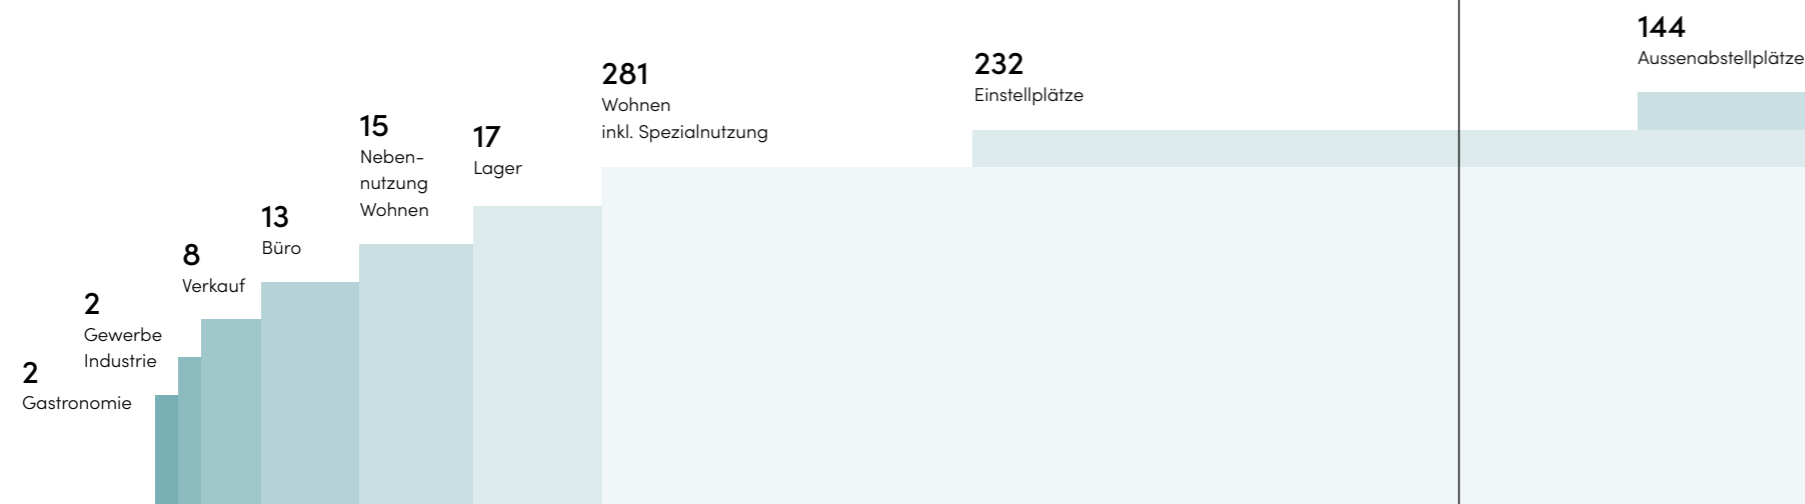 2
Gastronomie
2
Gewerbe
Industrie
8
Verkauf
13
Büro
15
Neben-
nutzung
Wohnen
17
Lager
281
Wohnen
inkl. Spezialnutzung
232
Einstellplätze
144
Aussenabstellplätze